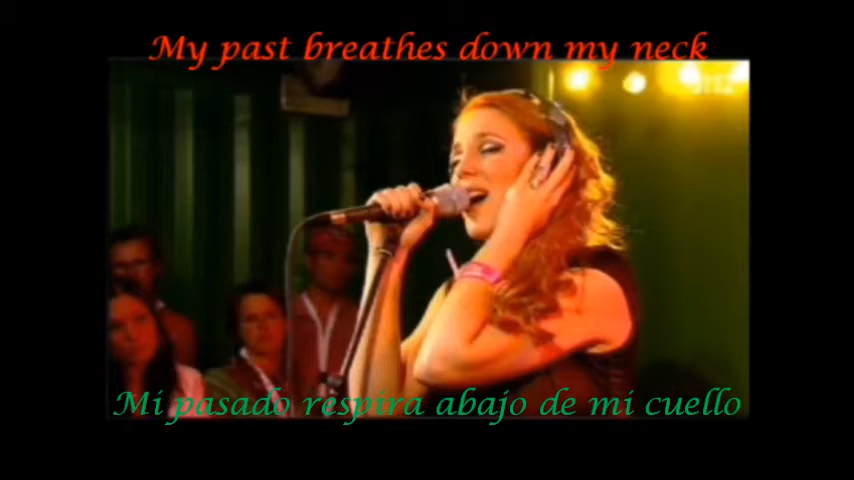 My past breathes down my neck
Mi pasado respira abajo de mi cuello